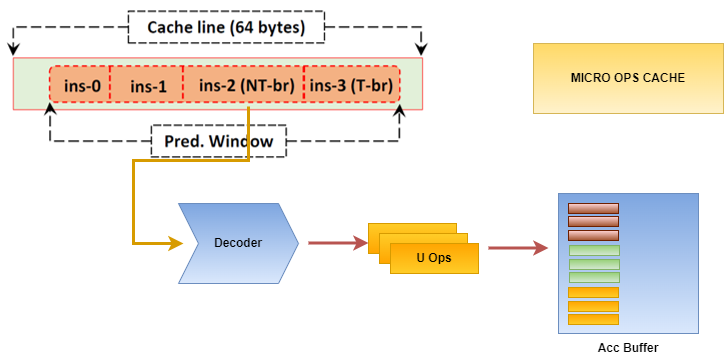 Cache line (64 bytes)
ins-0
ins-1
ins-2 (NT-br)
ins-3 (T-br)
Pred. Window
MICRO OPS CACHE
Decoder
U Ops
Acc Buffer